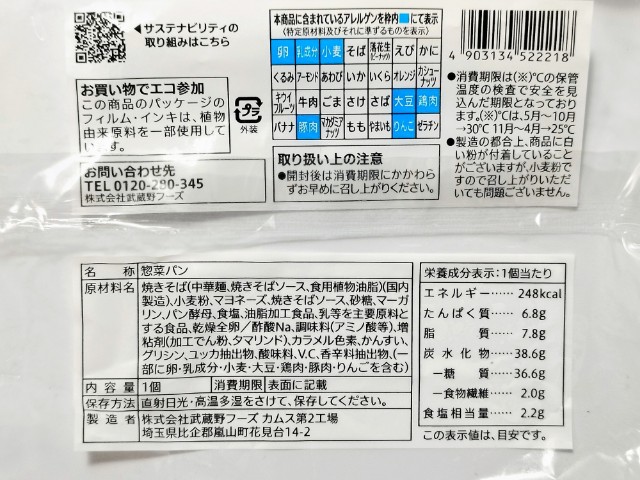 サステナビリティの
取り組みはこちら
お買い物でエコ参加
この商品のパッケージの
フィルム・インキは、植物
由来原料を一部使用して
います。
プラ
外装
お問い合わせ先
TEL 0120-280-345
株式会社武蔵野フーズ
本商品に含まれているアレルゲンを枠内■にて表示
(特定原材料及びそれに準ずるものを表示)
卵 乳成分 小麦 そば 落花生(ピーナッツ) えび かに
くるみ アーモンド あわび いか いくら オレンジ カシューナッツ
キウイフルーツ 牛肉 ごま さけ さば 大豆 鶏肉
バナナ 豚肉 マカダミアナッツ もも やまいも りんご ゼラチン
取り扱い上の注意
●開封後は消費期限にかかわら
ずお早めに召し上がりください。
4 903134 522218
●消費期限は(※)℃の保管
温度の検査で安全を見
込んだ期限となっており
ます。(※)℃は、5月~10月
→30℃ 11月~4月→25℃
●製造の都合上、商品に白
い粉が付着していること
がございますが、小麦粉で
すので召し上がりいただ
いても問題ございません。
名称 惣菜パン
原材料名 焼きそば(中華麺、焼きそばソース、食用植物油脂)(国内
製造)、小麦粉、マヨネーズ、焼きそばソース、砂糖、マーガ
リン、パン酵母、食塩、油脂加工食品、乳等を主要原料と
する食品、乾燥全卵/酢酸Na、調味料(アミノ酸等)、増
粘剤(加工でん粉、タマリンド)、カラメル色素、かんすい、
グリシン、ユッカ抽出物、酸味料、V.C、香辛料抽出物、(一
部に卵・乳成分・小麦・大豆・鶏肉・豚肉・りんごを含む)
内容量 1個 消費期限 表面に記載
保存方法 直射日光・高温多湿をさけて、保存してください。
製造者 株式会社武蔵野フーズ カムス第2工場
埼玉県比企郡嵐山町花見台14-2
栄養成分表示:1個当たり
エネルギー……248kcal
たんぱく質……6.8g
脂質……7.8g
炭水化物……38.6g
―糖質……36.6g
―食物繊維……2.0g
食塩相当量……2.2g
この表示値は、目安です。